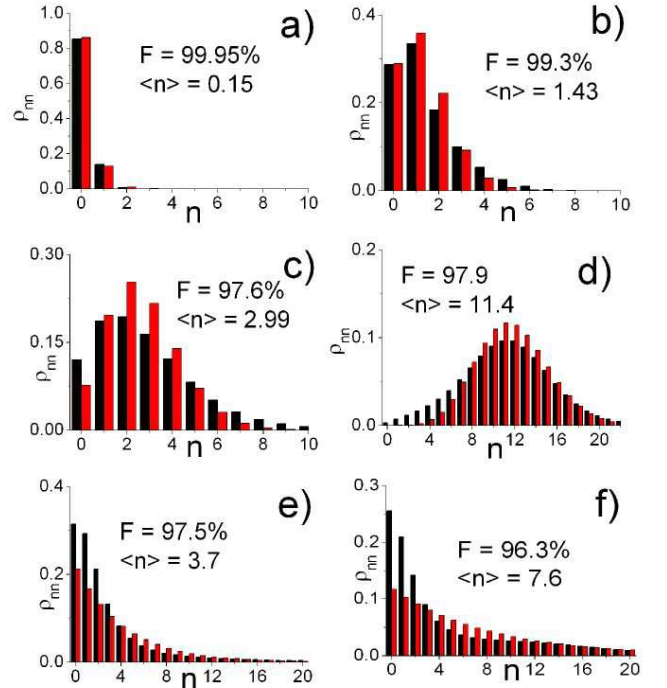 a)
F = 99.95%
<n> = 0.15
ρnn
1.0
0.8
0.6
0.4
0.2
0.0
0 2 4 6 8 10
n
b)
F = 99.3%
<n> = 1.43
ρnn
0.4
0.2
0.0
0 2 4 6 8 10
n
c)
F = 97.6%
<n> = 2.99
ρnn
0.30
0.15
0.00
0 2 4 6 8 10
n
d)
F = 97.9
<n> = 11.4
ρnn
0.2
0.1
0.0
0 4 8 12 16 20
n
e)
F = 97.5%
<n> = 3.7
ρnn
0.4
0.2
0.0
0 4 8 12 16 20
n
f)
F = 96.3%
<n> = 7.6
ρnn
0.3
0.2
0.1
0.0
0 4 8 12 16 20
n